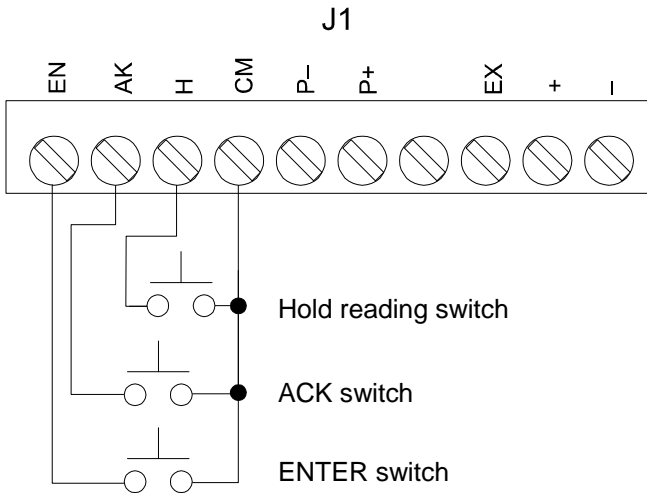 J1
EN AK H CM P– P+ EX + –
Hold reading switch
ACK switch
ENTER switch